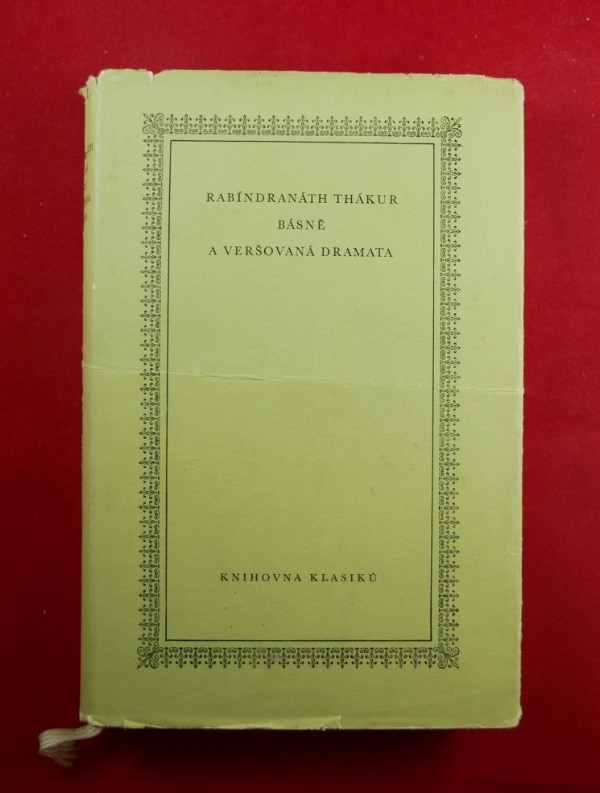 RABÍNDRANÁTH THÁKUR
BÁSNĚ
A VERŠOVANÁ DRAMATA
KNIHOVNA KLASIKŮ